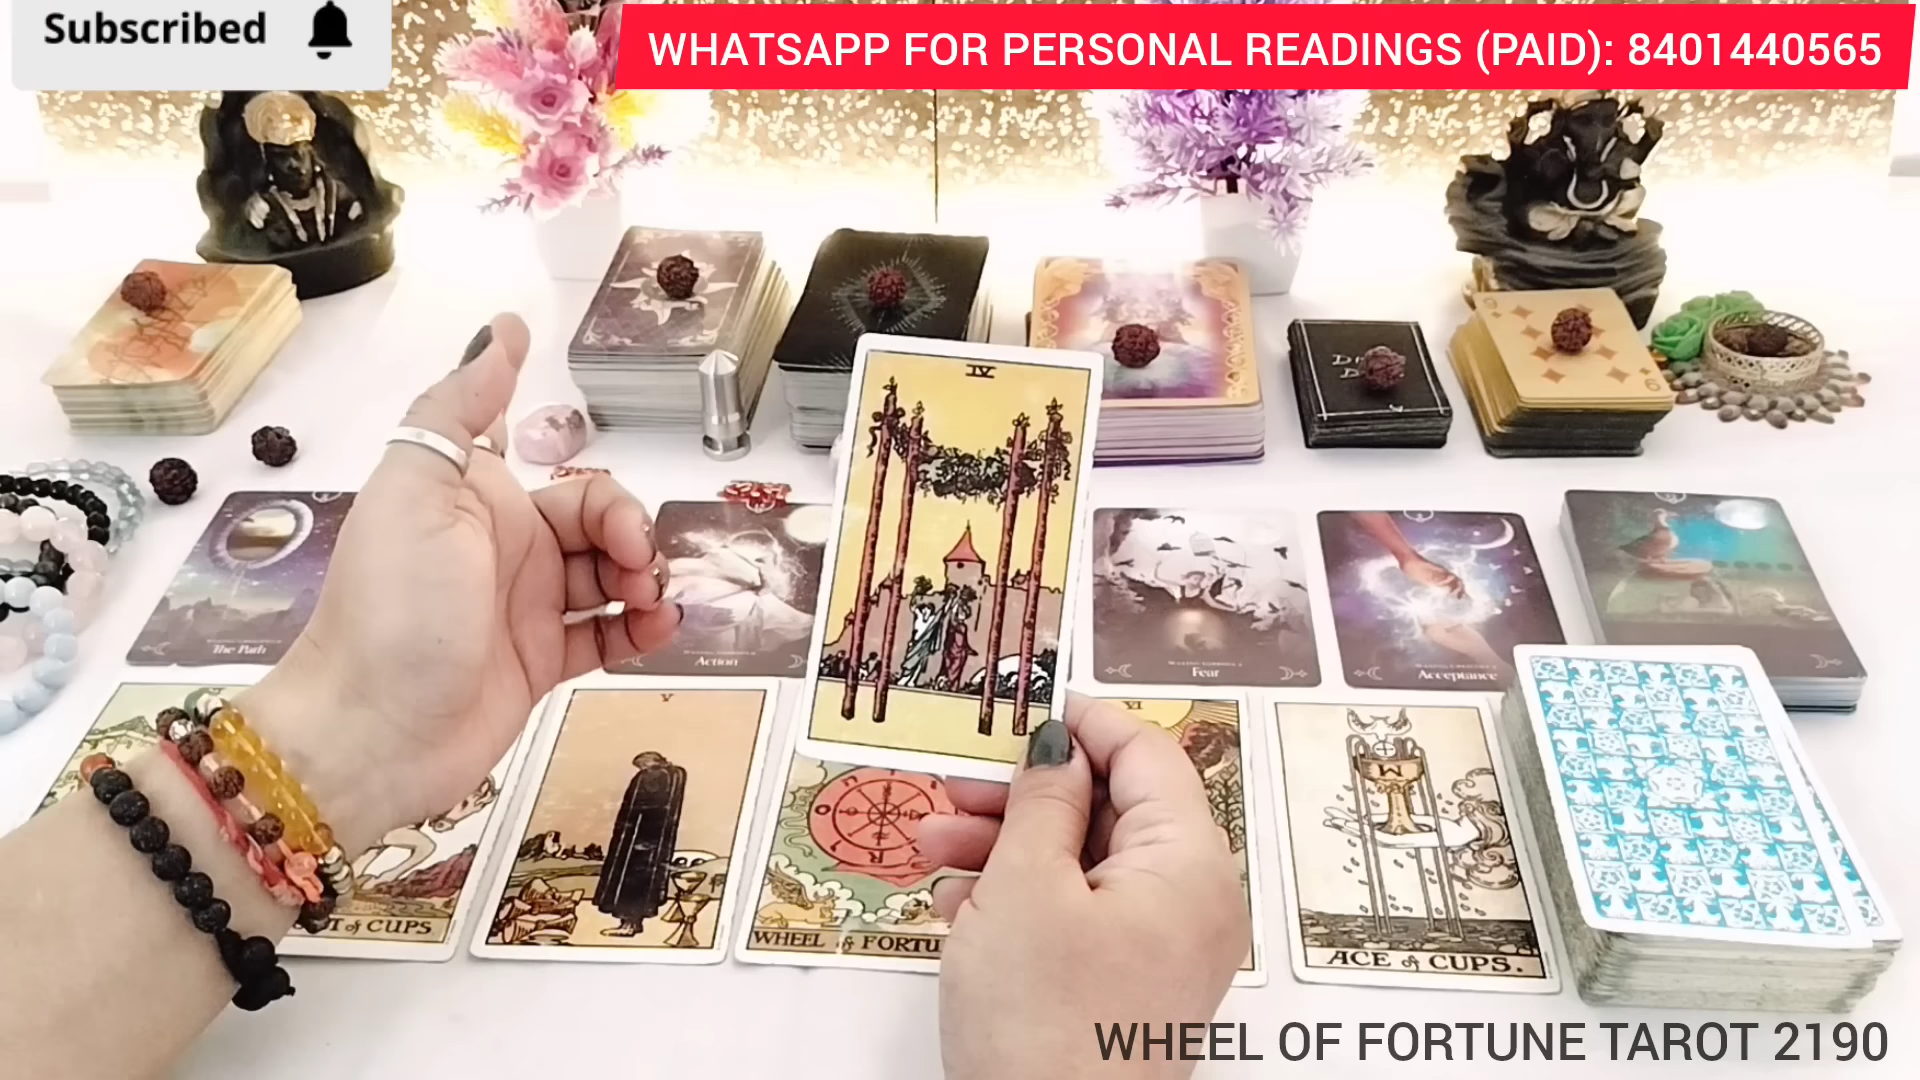 Subscribed
WHATSAPP FOR PERSONAL READINGS (PAID): 8401440565
IV
The Path
Action
Fear
Acceptance
V
VI
OF CUPS.
WHEEL of FORTU
ACE of CUPS.
WHEEL OF FORTUNE TAROT 2190